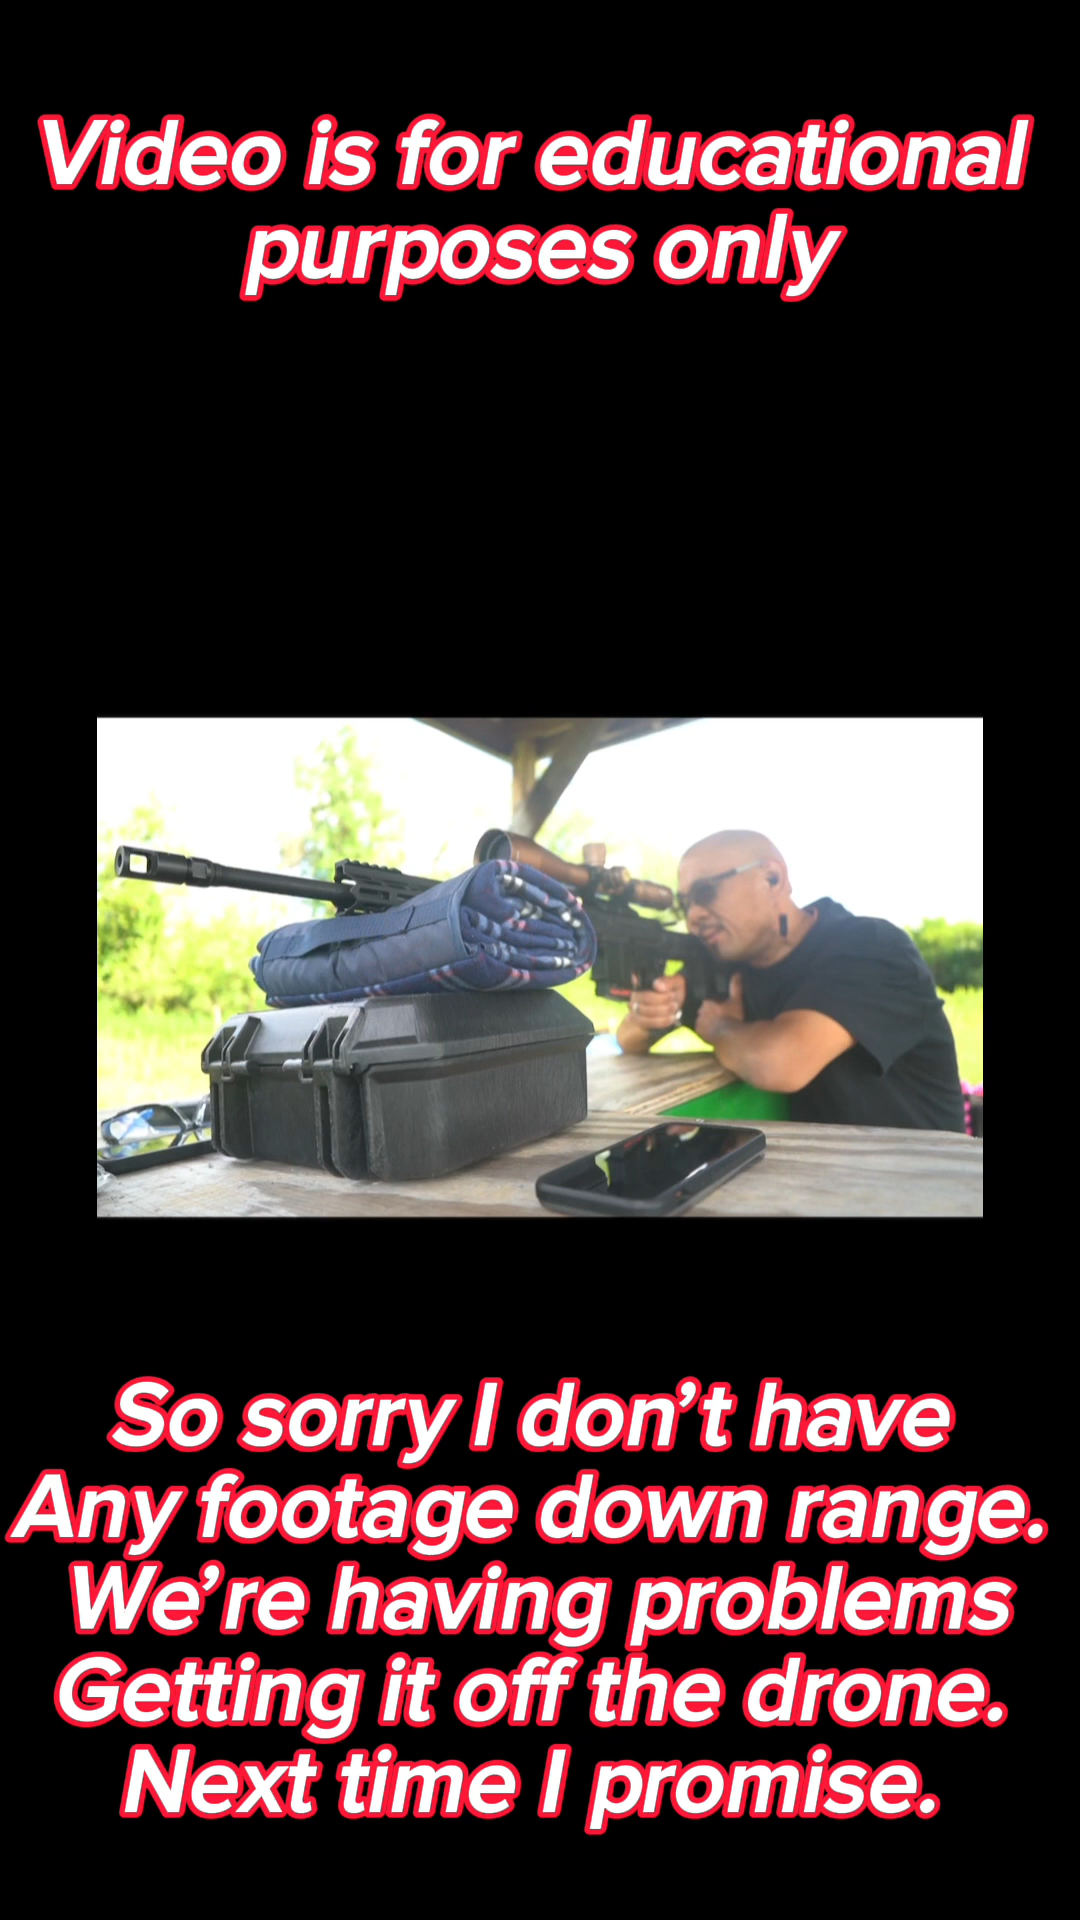 Video is for educational
purposes only
So sorry I don’t have
Any footage down range.
We’re having problems
Getting it off the drone.
Next time I promise.